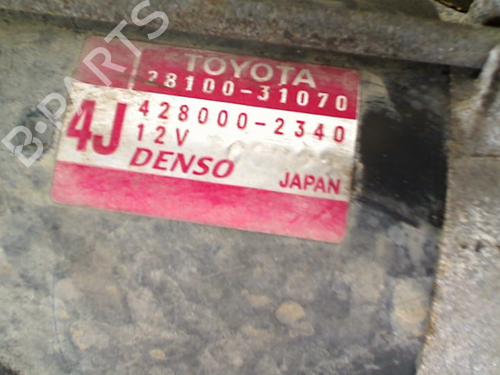 B-PARTS
TOYOTA
28100-31070
4J
428000-2340
12V
DENSO
JAPAN